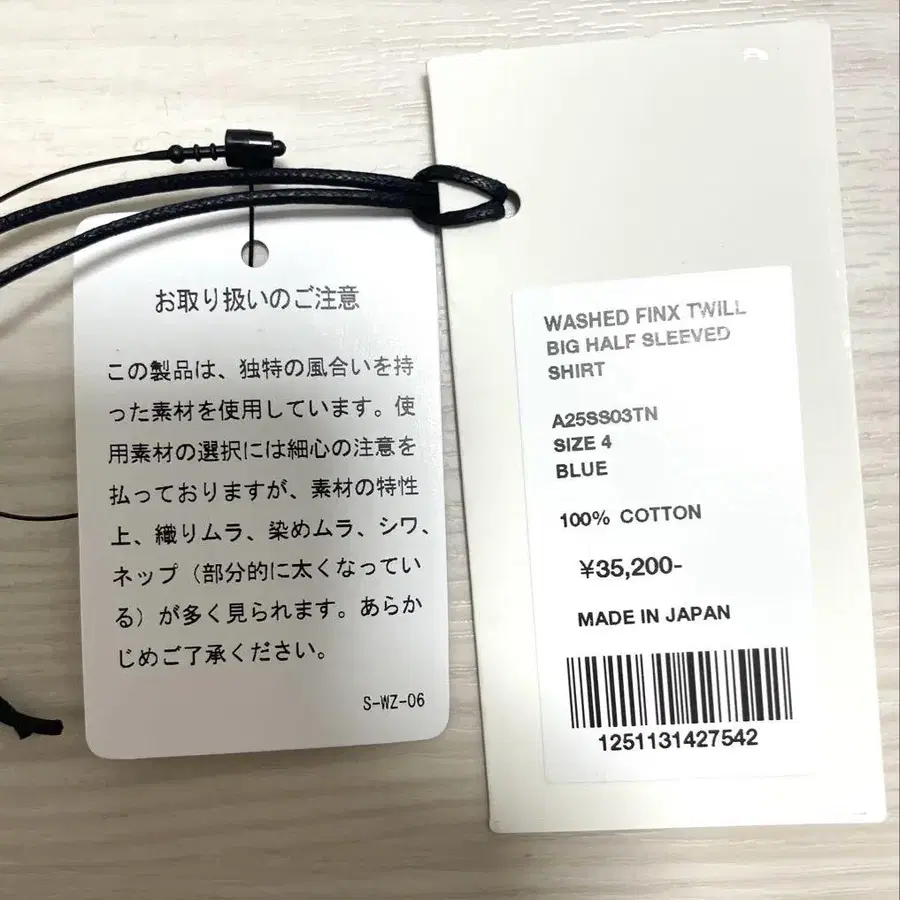 お取り扱いのご注意
この製品は、独特の風合いを持
った素材を使用しています。使
用素材の選択には細心の注意を
払っておりますが、素材の特性
上、織りムラ、染めムラ、シワ、
ネップ（部分的に太くなってい
る）が多く見られます。あらか
じめご了承ください。
S-WZ-06
WASHED FINX TWILL
BIG HALF SLEEVED
SHIRT
A25SS03TN
SIZE 4
BLUE
100% COTTON
¥35,200-
MADE IN JAPAN
1251131427542